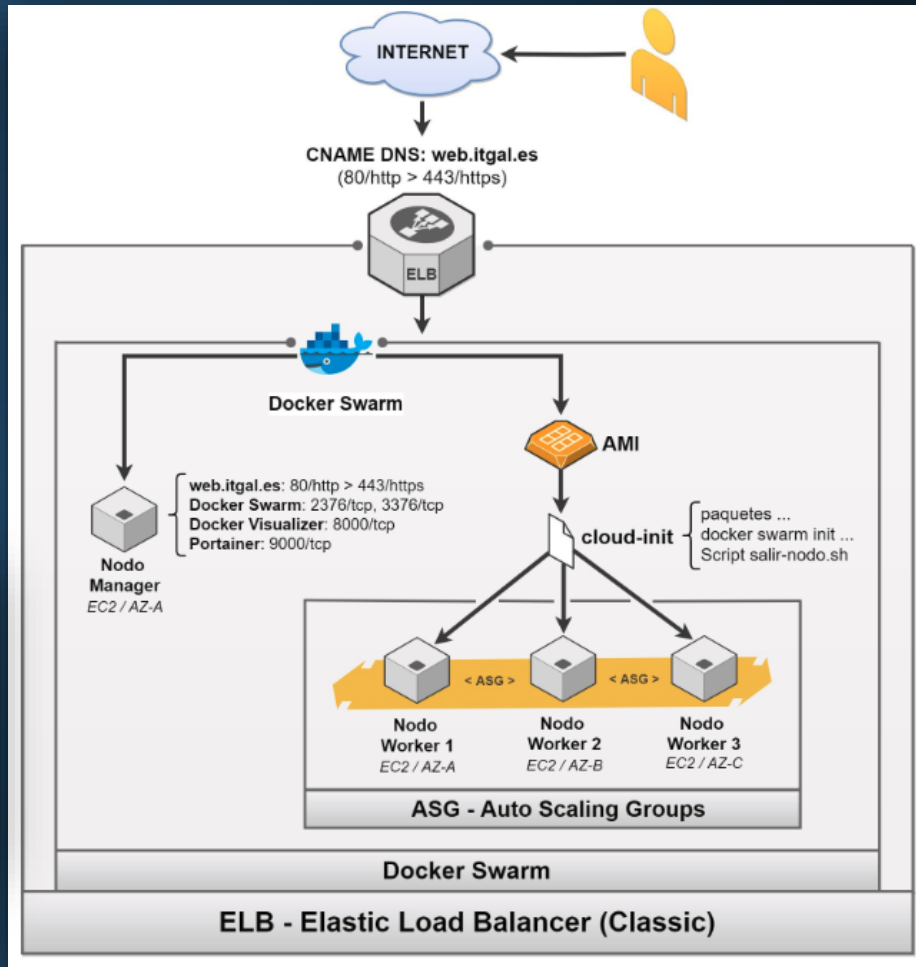 INTERNET
CNAME DNS: web.itgal.es
(80/http > 443/https)
ELB
Docker Swarm
AMI
web.itgal.es: 80/http > 443/https
Docker Swarm: 2376/tcp, 3376/tcp
Docker Visualizer: 8000/tcp
Portainer: 9000/tcp
Nodo
Manager
EC2 / AZ-A
cloud-init
paquetes ...
docker swarm init ...
Script salir-nodo.sh
< ASG >
< ASG >
Nodo
Worker 1
EC2 / AZ-A
Nodo
Worker 2
EC2 / AZ-B
Nodo
Worker 3
EC2 / AZ-C
ASG - Auto Scaling Groups
Docker Swarm
ELB - Elastic Load Balancer (Classic)